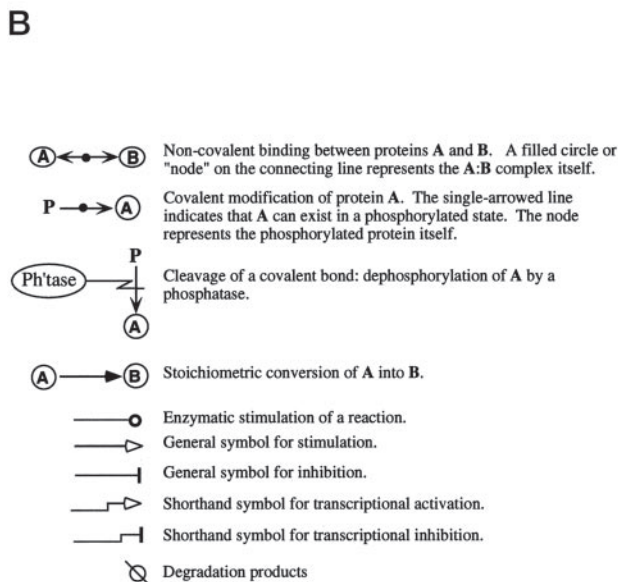 B
A B Non-covalent binding between proteins A and B. A filled circle or
"node" on the connecting line represents the A:B complex itself.
P A Covalent modification of protein A. The single-arrowed line
indicates that A can exist in a phosphorylated state. The node
represents the phosphorylated protein itself.
P
Ph'tase Cleavage of a covalent bond: dephosphorylation of A by a
phosphatase.
A
A B Stoichiometric conversion of A into B.
Enzymatic stimulation of a reaction.
General symbol for stimulation.
General symbol for inhibition.
Shorthand symbol for transcriptional activation.
Shorthand symbol for transcriptional inhibition.
Degradation products